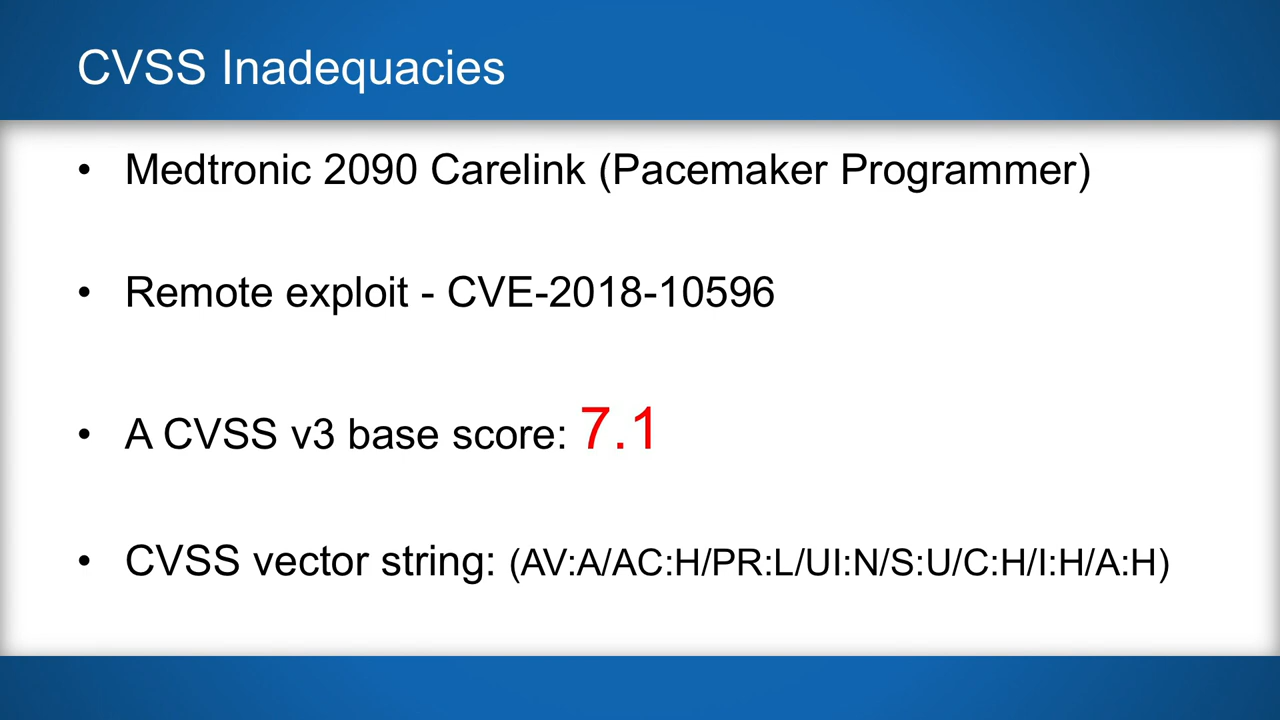 CVSS Inadequacies
• Medtronic 2090 Carelink (Pacemaker Programmer)
• Remote exploit - CVE-2018-10596
• A CVSS v3 base score: 7.1
• CVSS vector string: (AV:A/AC:H/PR:L/UI:N/S:U/C:H/I:H/A:H)